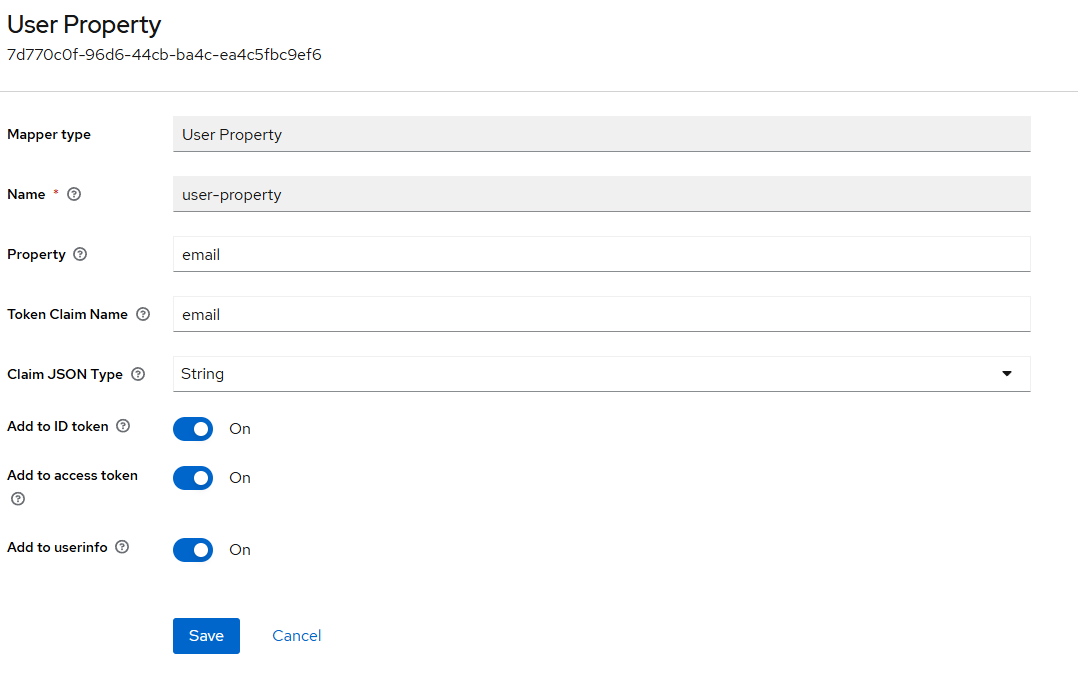 User Property
7d770c0f-96d6-44cb-ba4c-ea4c5fbc9ef6
Mapper type
User Property
Name *
user-property
Property
email
Token Claim Name
email
Claim JSON Type
String
Add to ID token
On
Add to access token
On
Add to userinfo
On
Save Cancel